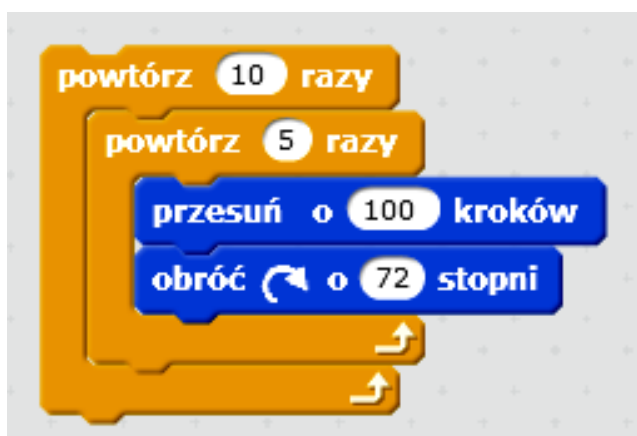 powtórz 10 razy
powtórz 5 razy
przesuń o 100 kroków
obróć o 72 stopni